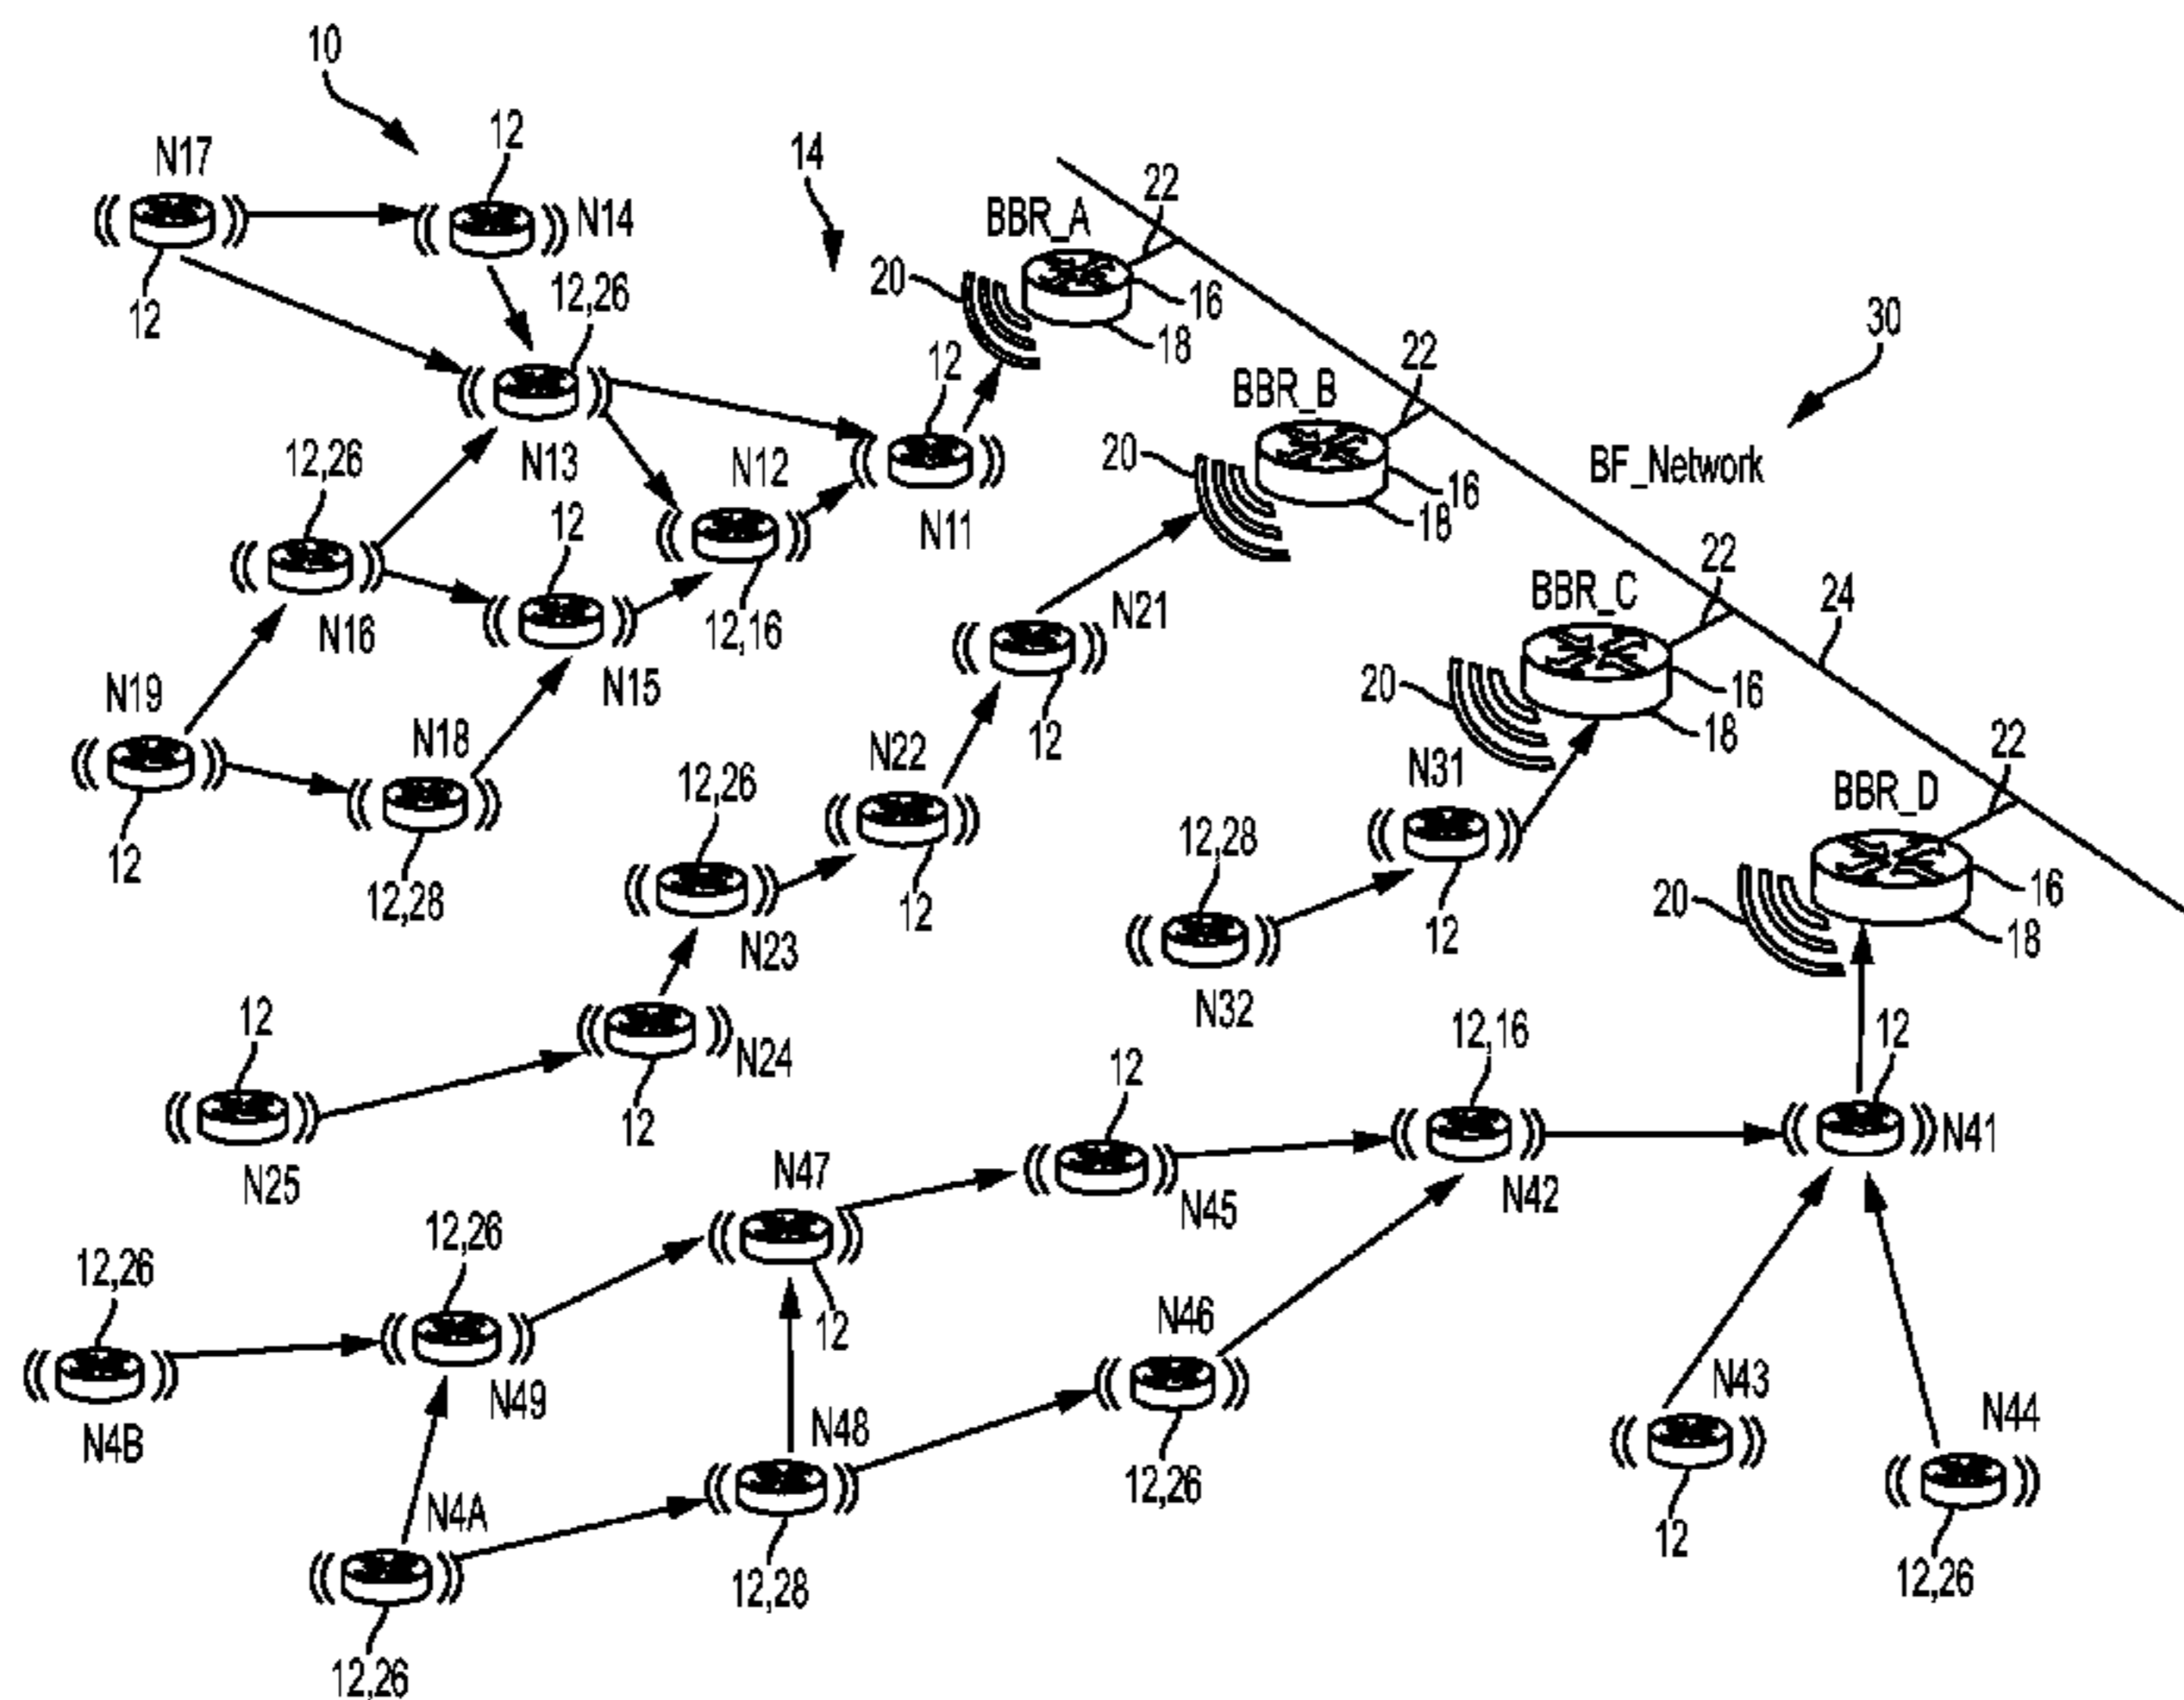 10
12
N17
14
22
N14
BBR_A
12
12,26
20
16
30
18
22
12
BBR_B
12,26
N13
N12
20
BF_Network
16
12
N11
18
22
BBR_C
24
N16
12,16
N21
N15
20
16
N19
12
18
N18
N22
22
12,26
N31
BBR_D
12
12,28
12,28
12
16
20
12
N23
18
12
N32
12
12,16
12
N24
12
12
N41
N25
N47
N45
N42
12,26
12,26
12
N46
N43
N4B
N49
N44
N48
12,26
N4A
12
12,28
12,26
12,26